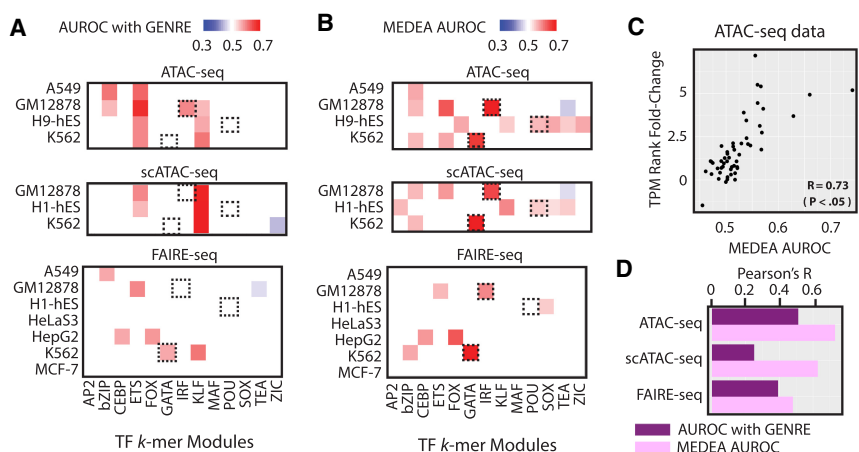 A
AUROC with GENRE
0.3 0.5 0.7
ATAC-seq
A549
GM12878
H9-hES
K562
scATAC-seq
GM12878
H1-hES
K562
FAIRE-seq
A549
GM12878
H1-hES
HeLaS3
HepG2
K562
MCF-7
AP2
bZIP
CEBP
ETS
FOX
GATA
IRF
KLF
MAF
POU
SOX
TEA
ZIC
TF k-mer Modules
B
MEDEA AUROC
0.3 0.5 0.7
ATAC-seq
A549
GM12878
H9-hES
K562
scATAC-seq
GM12878
H1-hES
K562
FAIRE-seq
A549
GM12878
H1-hES
HeLaS3
HepG2
K562
MCF-7
AP2
bZIP
CEBP
ETS
FOX
GATA
IRF
KLF
MAF
POU
SOX
TEA
ZIC
TF k-mer Modules
C
ATAC-seq data
TPM Rank Fold-Change
5
2.5
0
R = 0.73
( P < .05 )
0.5 0.6 0.7
MEDEA AUROC
D
Pearson's R
0 0.2 0.4 0.6
ATAC-seq
scATAC-seq
FAIRE-seq
AUROC with GENRE
MEDEA AUROC